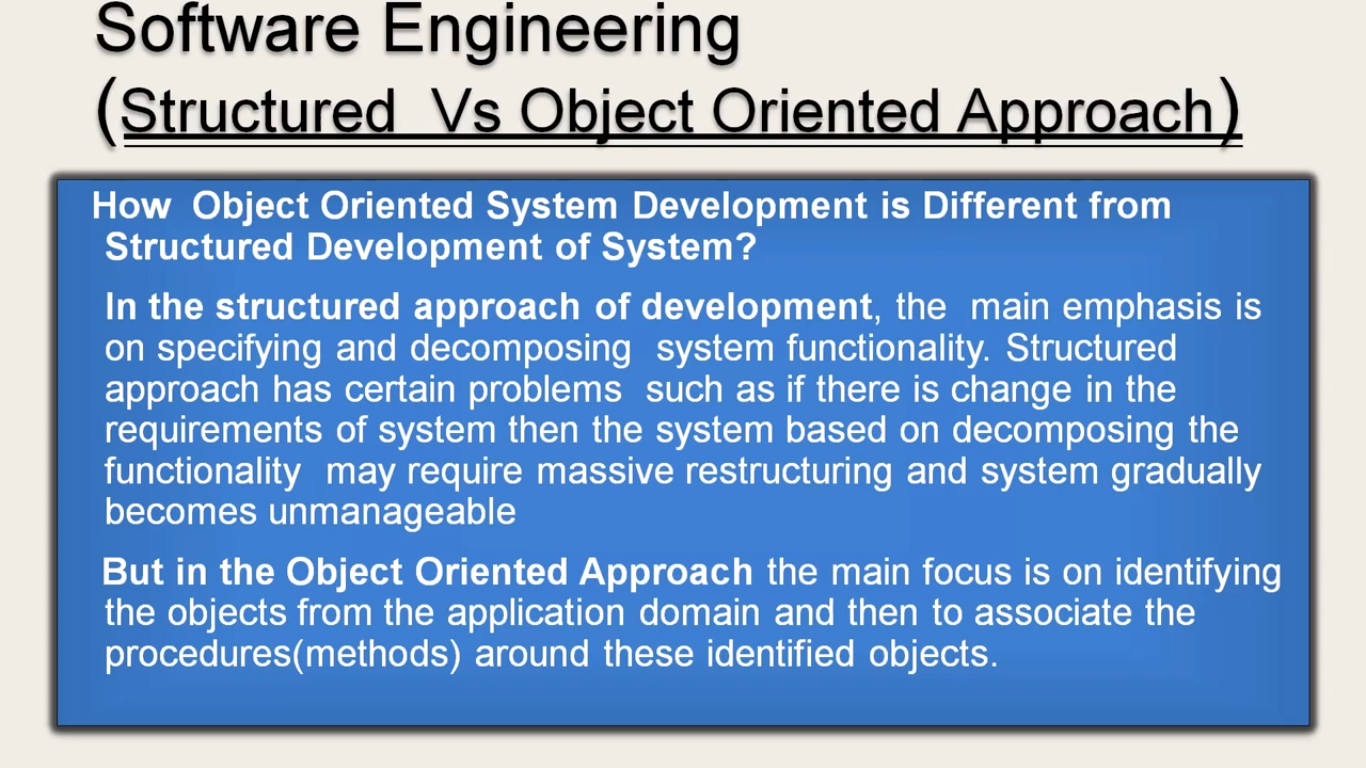 Software Engineering
(Structured Vs Object Oriented Approach)
How Object Oriented System Development is Different from
Structured Development of System?
In the structured approach of development, the main emphasis is
on specifying and decomposing system functionality. Structured
approach has certain problems such as if there is change in the
requirements of system then the system based on decomposing the
functionality may require massive restructuring and system gradually
becomes unmanageable
But in the Object Oriented Approach the main focus is on identifying
the objects from the application domain and then to associate the
procedures(methods) around these identified objects.